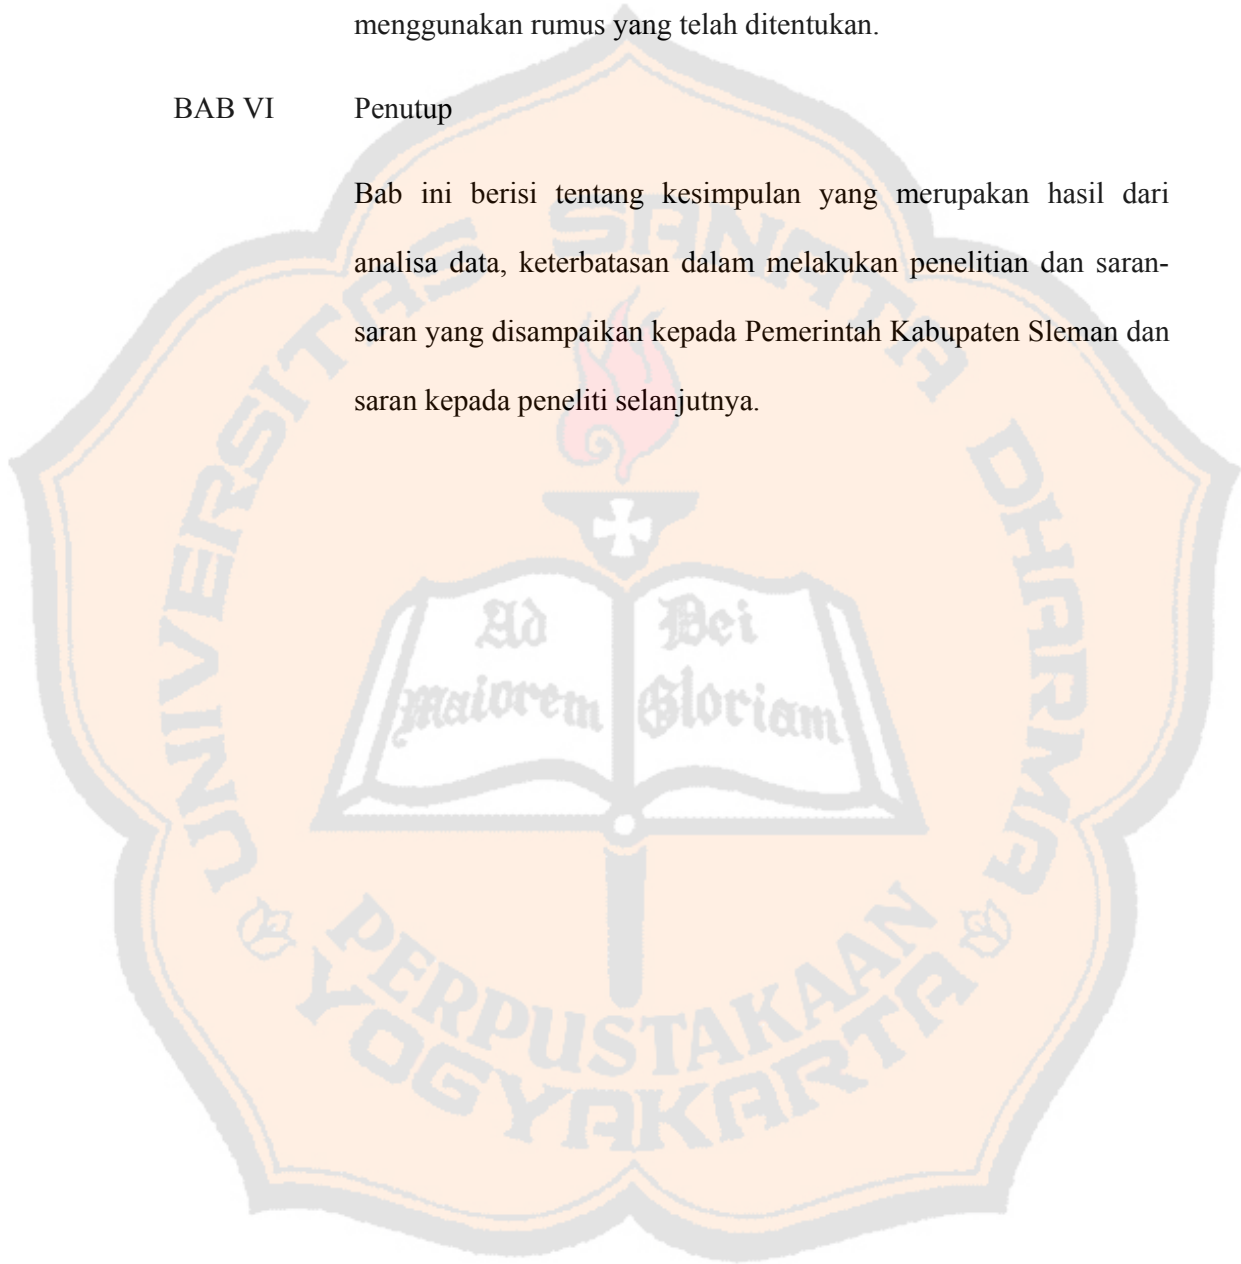 menggunakan rumus yang telah ditentukan.
BAB VI Penutup
Bab ini berisi tentang kesimpulan yang merupakan hasil dari
analisa data, keterbatasan dalam melakukan penelitian dan saran-
saran yang disampaikan kepada Pemerintah Kabupaten Sleman dan
saran kepada peneliti selanjutnya.
UNIVERSITAS SANATA DHARMA
Ad Dei
maiorem Gloriam
PERPUSTAKAAN
YOGYAKARTA